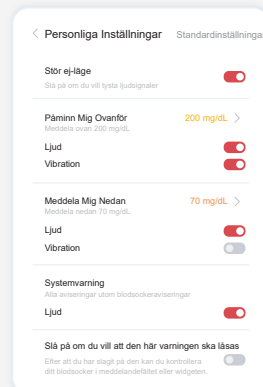 Personliga Inställningar Standardinställningar
Stör ej-läge
Slå på om du vill tysta ljudsignaler
Påminn Mig Ovanför 200 mg/dL
Meddela ovan 200 mg/dL
Ljud
Vibration
Meddela Mig Nedan 70 mg/dL
Meddela nedan 70 mg/dL
Ljud
Vibration
Systemvarning
Alla aviseringar utom blodsockeraviseringar
Ljud
Slå på om du vill att den här varningen ska låsas
Efter att du har slagit på den kan du kontrollera
ditt blodsocker i meddelandefältet eller widgeten.